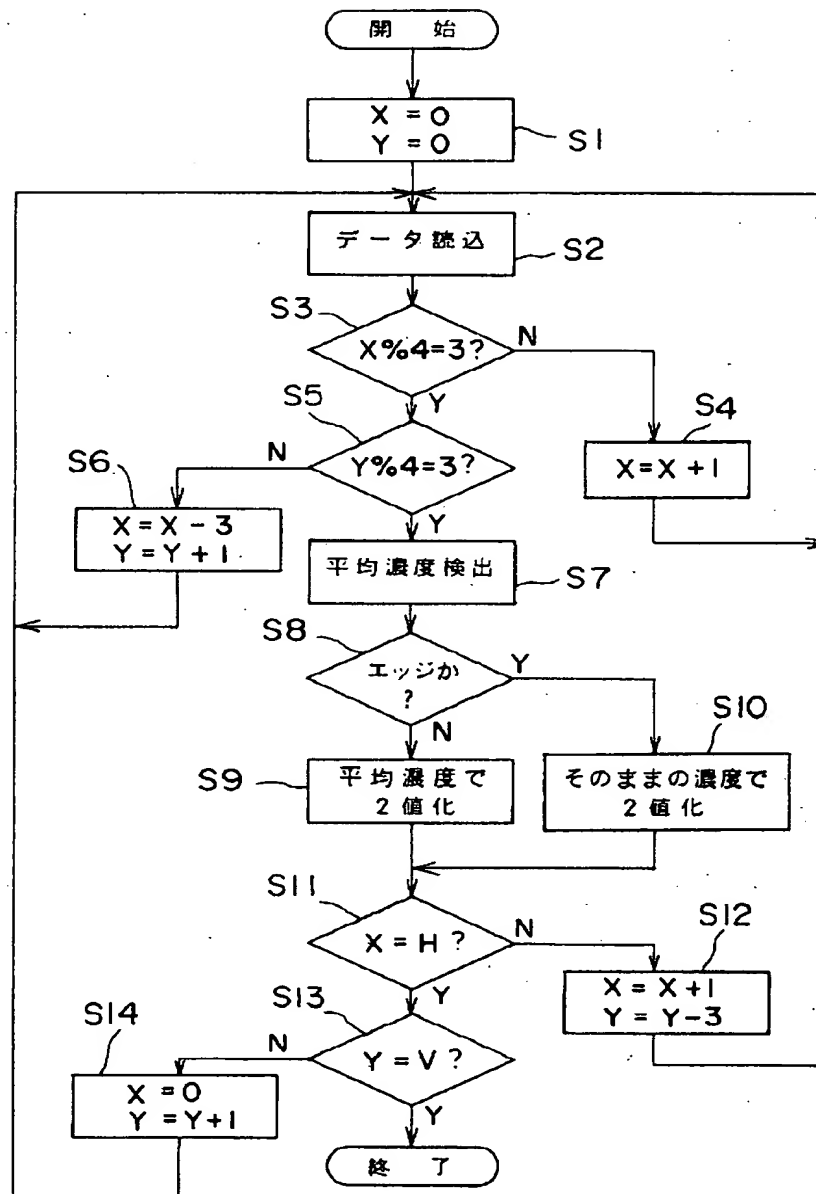 開始
X = 0
Y = 0
S1
データ読込
S2
S3
X%4=3?
N
Y
S4
X=X+1
S5
Y%4=3?
N
Y
S6
X=X-3
Y=Y+1
平均濃度検出
S7
S8
エッジか
?
Y
N
S9
平均濃度で
2値化
S10
そのままの濃度で
2値化
S11
X=H?
N
Y
S12
X=X+1
Y=Y-3
S13
Y=V?
N
Y
S14
X=0
Y=Y+1
終了